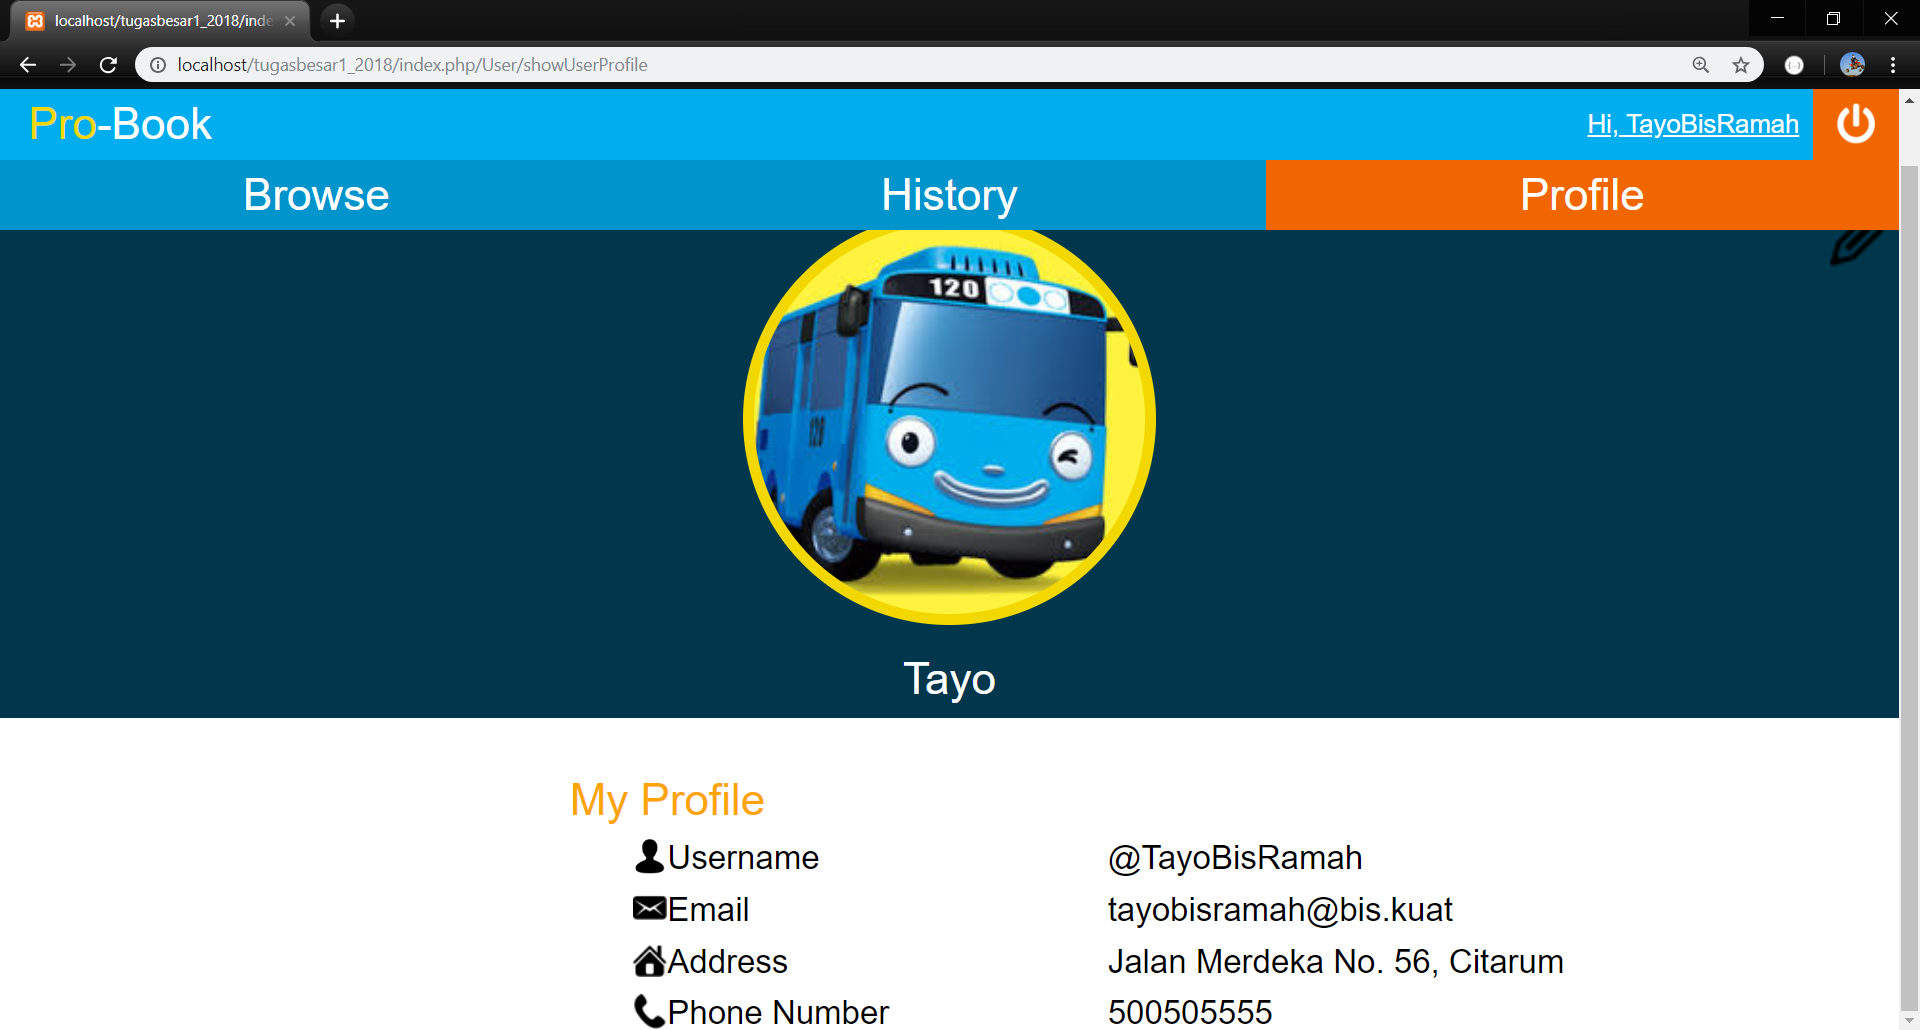 localhost/tugasbesar1_2018/inde
localhost/tugasbesar1_2018/index.php/User/showUserProfile
Pro-Book
Hi, TayoBisRamah
Browse
History
Profile
120
120
Tayo
My Profile
Username @TayoBisRamah
Email tayobisramah@bis.kuat
Address Jalan Merdeka No. 56, Citarum
Phone Number 500505555